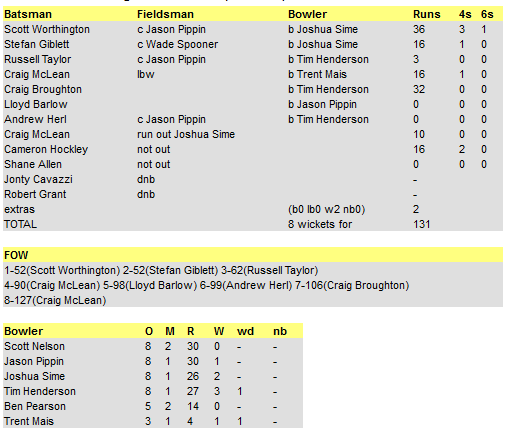 Batsman Fieldsman Bowler Runs 4s 6s
Scott Worthington c Jason Pippin b Joshua Sime 36 3 1
Stefan Giblett c Wade Spooner b Joshua Sime 16 1 0
Russell Taylor c Jason Pippin b Tim Henderson 3 0 0
Craig McLean lbw b Trent Mais 16 1 0
Craig Broughton b Tim Henderson 32 0 0
Lloyd Barlow b Jason Pippin 0 0 0
Andrew Herl c Jason Pippin b Tim Henderson 0 0 0
Craig McLean run out Joshua Sime 10 0 0
Cameron Hockley not out 16 2 0
Shane Allen not out 0 0 0
Jonty Cavazzi dnb -
Robert Grant dnb -
extras (b0 lb0 w2 nb0) 2
TOTAL 8 wickets for 131
FOW
1-52(Scott Worthington) 2-52(Stefan Giblett) 3-62(Russell Taylor)
4-90(Craig McLean) 5-98(Lloyd Barlow) 6-99(Andrew Herl) 7-106(Craig Broughton)
8-127(Craig McLean)
Bowler O M R W wd nb
Scott Nelson 8 2 30 0 - -
Jason Pippin 8 1 30 1 - -
Joshua Sime 8 1 26 2 - -
Tim Henderson 8 1 27 3 1 -
Ben Pearson 5 2 14 0 - -
Trent Mais 3 1 4 1 1 -